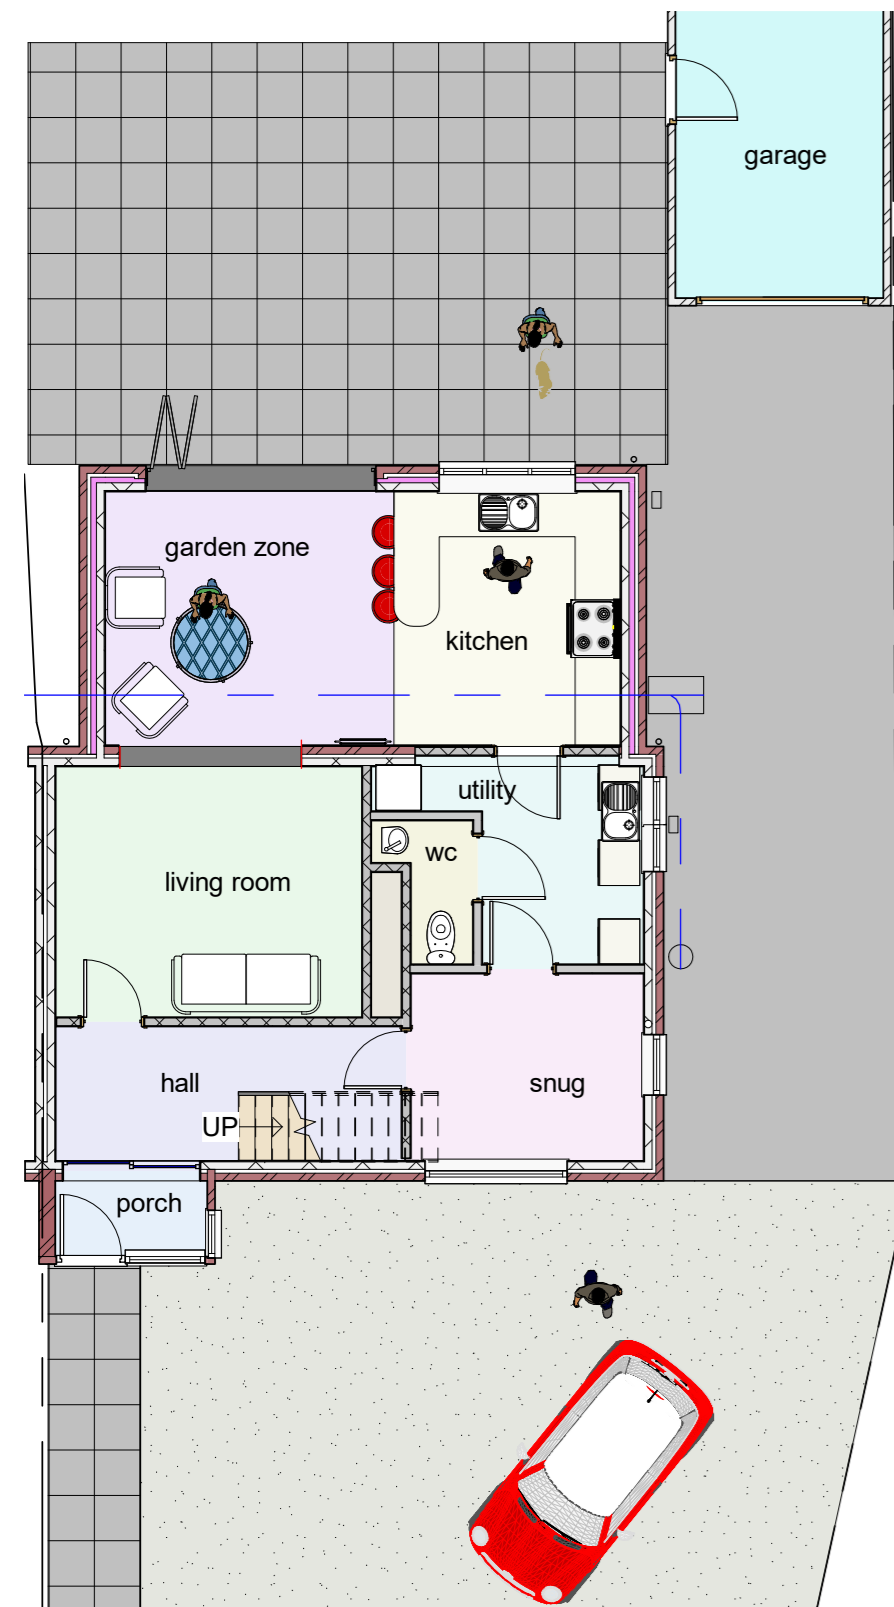 garage
garden zone
kitchen
utility
wc
living room
hall
snug
UP
porch